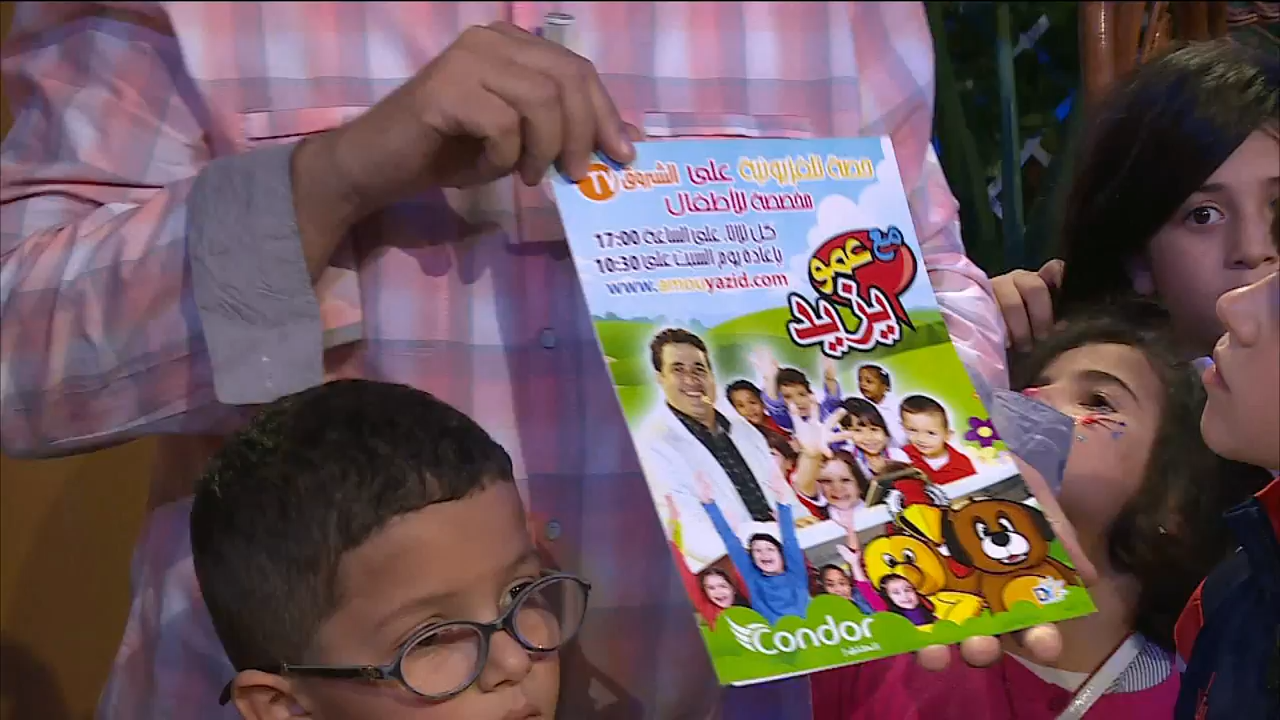 حصة تلفزيونية على الشروق TV
مخصصة للأطفال
كل ثلاثاء على الساعة 17:00
بإعادة يوم السبت على 10:30
www.amouyazid.com
مع
عمو
يزيد
Condor